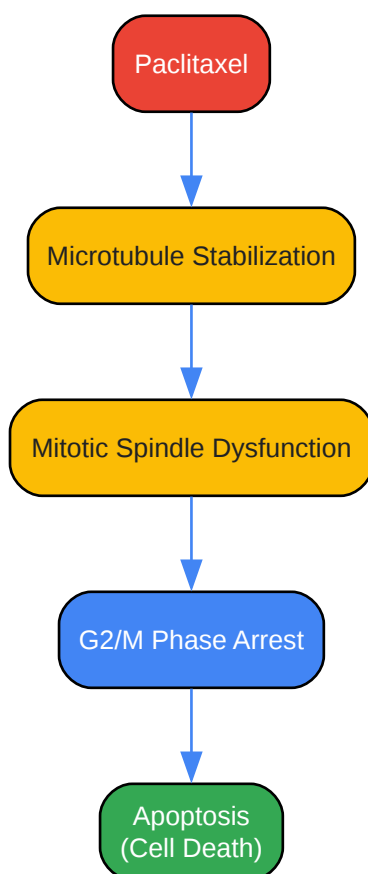 Paclitaxel
Microtubule Stabilization
Mitotic Spindle Dysfunction
G2/M Phase Arrest
Apoptosis
(Cell Death)